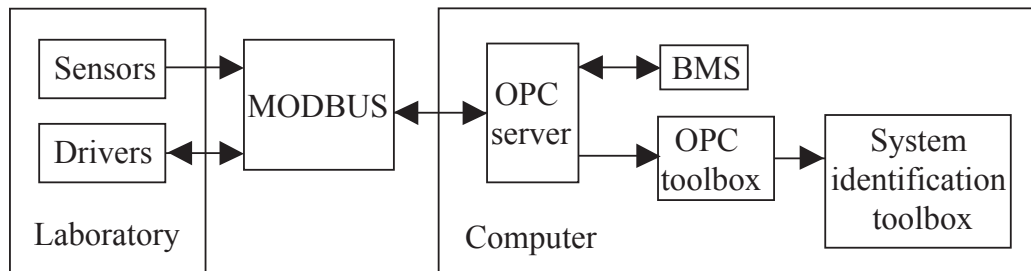 Sensors
Drivers
Laboratory
MODBUS
OPC
server
BMS
OPC
toolbox
System
identification
toolbox
Computer